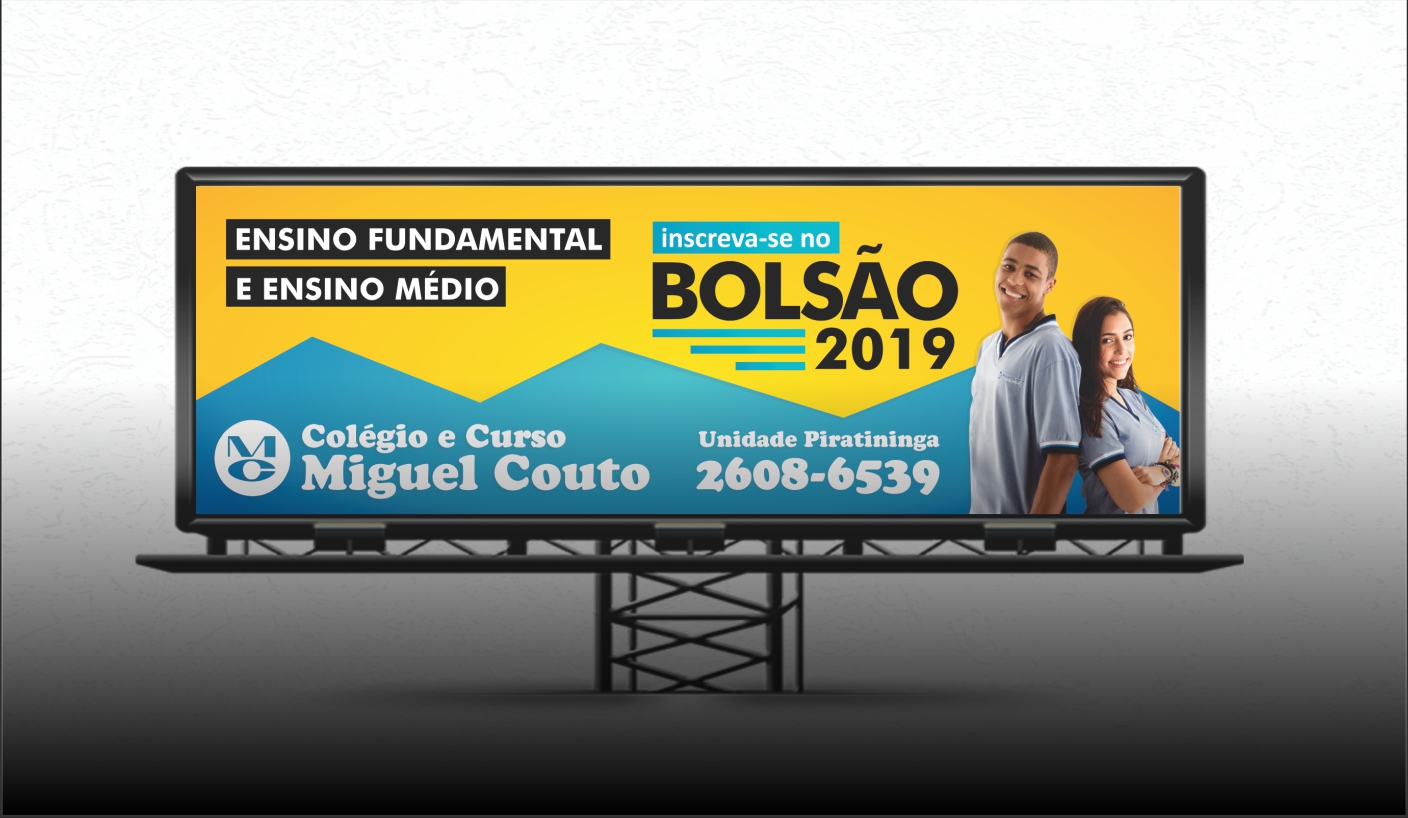 ENSINO FUNDAMENTAL
E ENSINO MÉDIO
inscreva-se no
BOLSÃO
2019
MC
Colégio e Curso
Miguel Couto
Unidade Piratininga
2608-6539